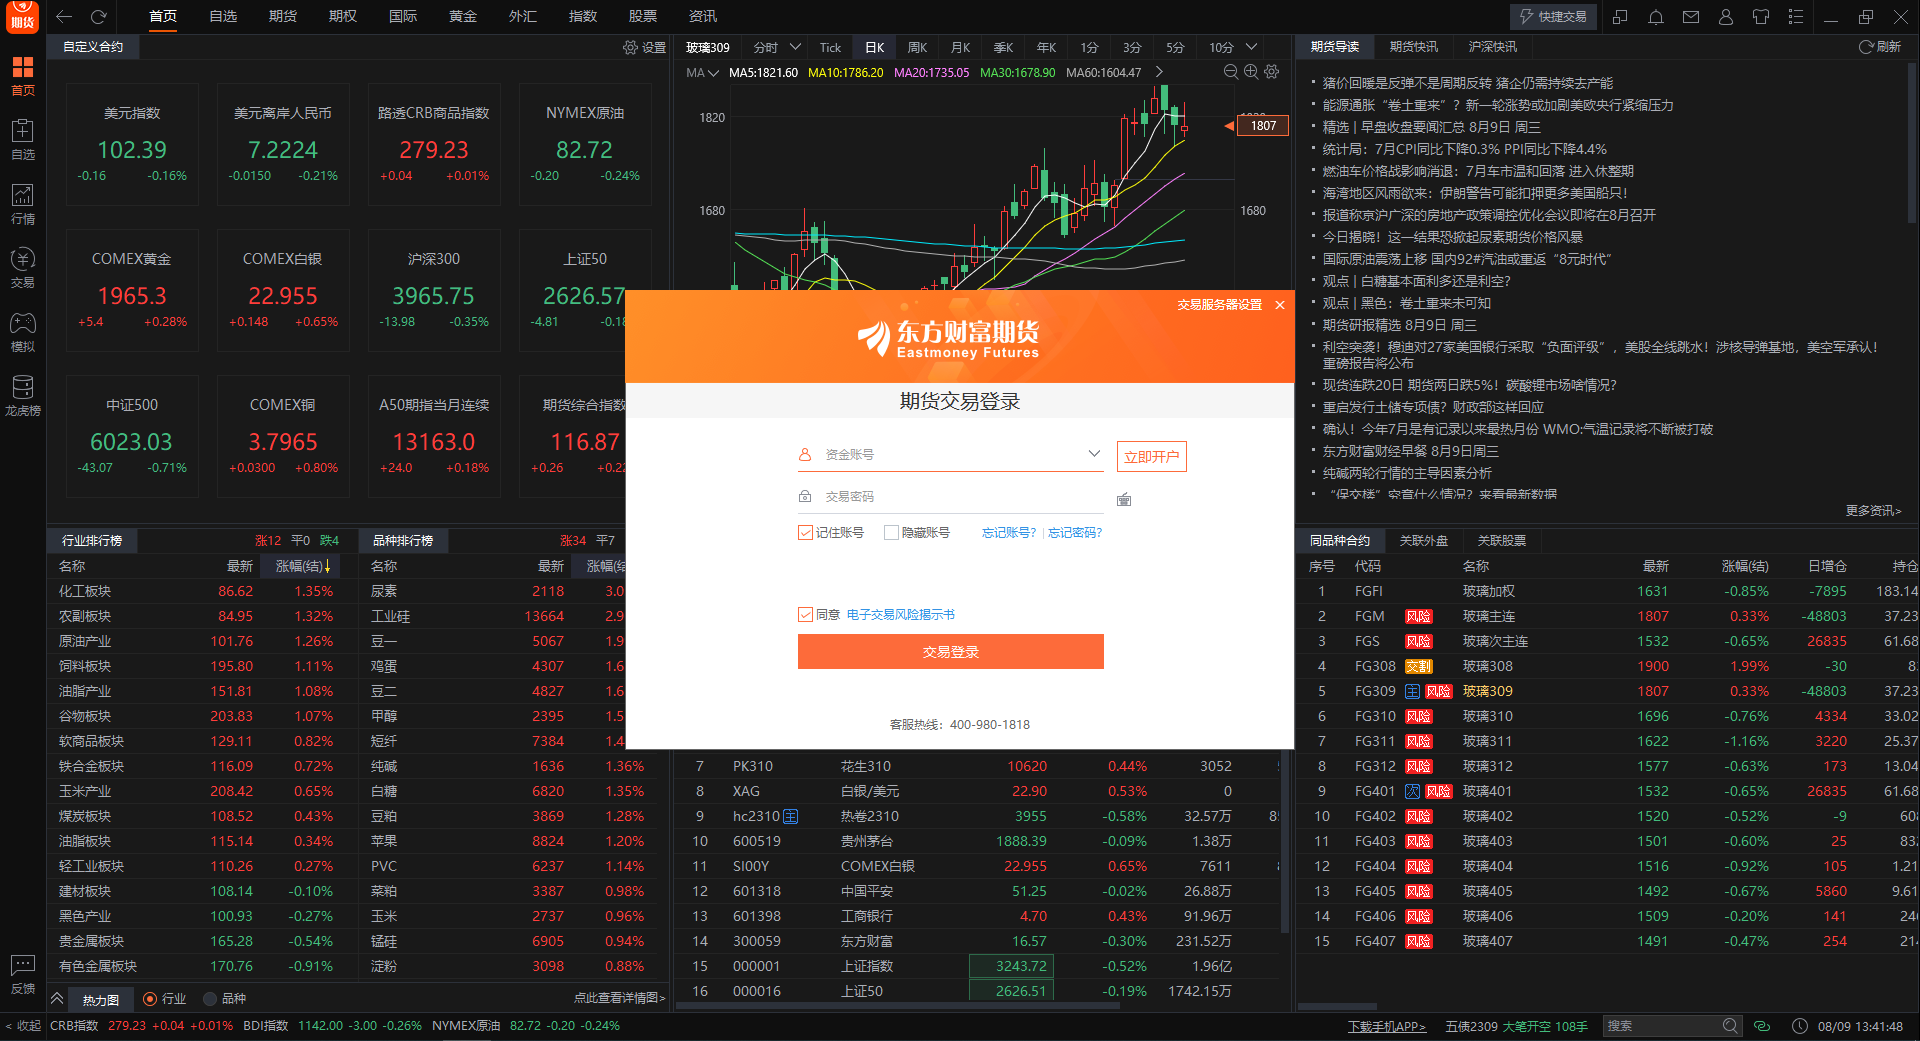 期货
首页 自选 期货 期权 国际 黄金 外汇 指数 股票 资讯
快捷交易
首页
自选
行情
交易
模拟
龙虎榜
反馈
< 收起
自定义合约
设置
美元指数
102.39
-0.16 -0.16%
美元离岸人民币
7.2224
-0.0150 -0.21%
路透CRB商品指数
279.23
+0.04 +0.01%
NYMEX原油
82.72
-0.20 -0.24%
COMEX黄金
1965.3
+5.4 +0.28%
COMEX白银
22.955
+0.148 +0.65%
沪深300
3965.75
-13.98 -0.35%
上证50
2626.57
-4.81
中证500
6023.03
-43.07 -0.71%
COMEX铜
3.7965
+0.0300 +0.80%
A50期指当月连续
13163.0
+24.0 +0.18%
期货综合指数
116.87
+0.26
玻璃309 分时 Tick 日K 周K 月K 季K 年K 1分 3分 5分 10分
MA MA5:1821.60 MA10:1786.20 MA20:1735.05 MA30:1678.90 MA60:1604.47
1820
1807
1680 1680
期货导读 期货快讯 沪深快讯 刷新
猪价回暖是反弹不是周期反转 猪企仍需持续去产能
能源通胀“卷土重来”？新一轮涨势或加剧美欧央行紧缩压力
精选 | 早盘收盘要闻汇总 8月9日 周三
统计局：7月CPI同比下降0.3% PPI同比下降4.4%
燃油车价格战影响消退：7月车市温和回落 进入休整期
海湾地区风雨欲来：伊朗警告可能扣押更多美国船只！
报道称京沪广深的房地产政策调控优化会议即将在8月召开
今日揭晓！这一结果恐掀起尿素期货价格风暴
国际原油震荡上移 国内92#汽油或重返“8元时代”
观点 | 白糖基本面利多还是利空？
观点 | 黑色：卷土重来未可知
期货研报精选 8月9日 周三
利空突袭！穆迪对27家美国银行采取“负面评级”，美股全线跳水！涉核导弹基地，美空军承认！
重磅报告将公布
现货连跌20日 期货两日跌5%！碳酸锂市场啥情况？
重启发行土储专项债？财政部这样回应
确认！今年7月是有记录以来最热月份 WMO:气温记录将不断被打破
东方财富财经早餐 8月9日周三
纯碱两轮行情的主导因素分析
“保交楼”究竟什么情况？来看最新数据
更多资讯>
交易服务器设置 ×
东方财富期货
Eastmoney Futures
期货交易登录
资金账号 立即开户
交易密码
记住账号 隐藏账号 忘记账号? | 忘记密码?
同意 电子交易风险揭示书
交易登录
客服热线：400-980-1818
行业排行榜 涨12 平0 跌4
名称 最新 涨幅(结)↓
化工板块 86.62 1.35%
农副板块 84.95 1.32%
原油产业 101.76 1.26%
饲料板块 195.80 1.11%
油脂产业 151.81 1.08%
谷物板块 203.83 1.07%
软商品板块 129.11 0.82%
铁合金板块 116.09 0.72%
玉米产业 208.42 0.65%
煤炭板块 108.52 0.43%
油脂板块 115.14 0.34%
轻工业板块 110.26 0.27%
建材板块 108.14 -0.10%
黑色产业 100.93 -0.27%
贵金属板块 165.28 -0.54%
有色金属板块 170.76 -0.91%
品种排行榜 涨34 平7
名称 最新 涨幅(结
尿素 2118 3.0
工业硅 13664 2.9
豆一 5067 1.9
鸡蛋 4307 1.6
豆二 4827 1.6
甲醇 2395 1.5
短纤 7384 1.4
纯碱 1636 1.36%
白糖 6820 1.35%
豆粕 3869 1.28%
苹果 8824 1.20%
PVC 6237 1.14%
菜粕 3387 0.98%
玉米 2737 0.96%
锰硅 6905 0.94%
淀粉 3098 0.88%
热力图 行业 品种 点此查看详情图>
7 PK310 花生310 10620 0.44% 3052
8 XAG 白银/美元 22.90 0.53% 0
9 hc2310 主 热卷2310 3955 -0.58% 32.57万
10 600519 贵州茅台 1888.39 -0.09% 1.38万
11 SI00Y COMEX白银 22.955 0.65% 7611
12 601318 中国平安 51.25 -0.02% 26.88万
13 601398 工商银行 4.70 0.43% 91.96万
14 300059 东方财富 16.57 -0.30% 231.52万
15 000001 上证指数 3243.72 -0.52% 1.96亿
16 000016 上证50 2626.51 -0.19% 1742.15万
同品种合约 关联外盘 关联股票
序号 代码 名称 最新 涨幅(结) 日增仓 持仓
1 FGFI 玻璃加权 1631 -0.85% -7895 183.14
2 FGM 风险 玻璃主连 1807 0.33% -48803 37.23
3 FGS 风险 玻璃次主连 1532 -0.65% 26835 61.68
4 FG308 交割 玻璃308 1900 1.99% -30
5 FG309 主 风险 玻璃309 1807 0.33% -48803 37.23
6 FG310 风险 玻璃310 1696 -0.76% 4334 33.02
7 FG311 风险 玻璃311 1622 -1.16% 3220 25.37
8 FG312 风险 玻璃312 1577 -0.63% 173 13.04
9 FG401 次 风险 玻璃401 1532 -0.65% 26835 61.68
10 FG402 风险 玻璃402 1520 -0.52% -9
11 FG403 风险 玻璃403 1501 -0.60% 25
12 FG404 风险 玻璃404 1516 -0.92% 105 1.21
13 FG405 风险 玻璃405 1492 -0.67% 5860 9.61
14 FG406 风险 玻璃406 1509 -0.20% 141
15 FG407 风险 玻璃407 1491 -0.47% 254
CRB指数 279.23 +0.04 +0.01% BDI指数 1142.00 -3.00 -0.26% NYMEX原油 82.72 -0.20 -0.24%
下载手机APP> 五债2309 大笔开空 108手 搜索 08/09 13:41:48